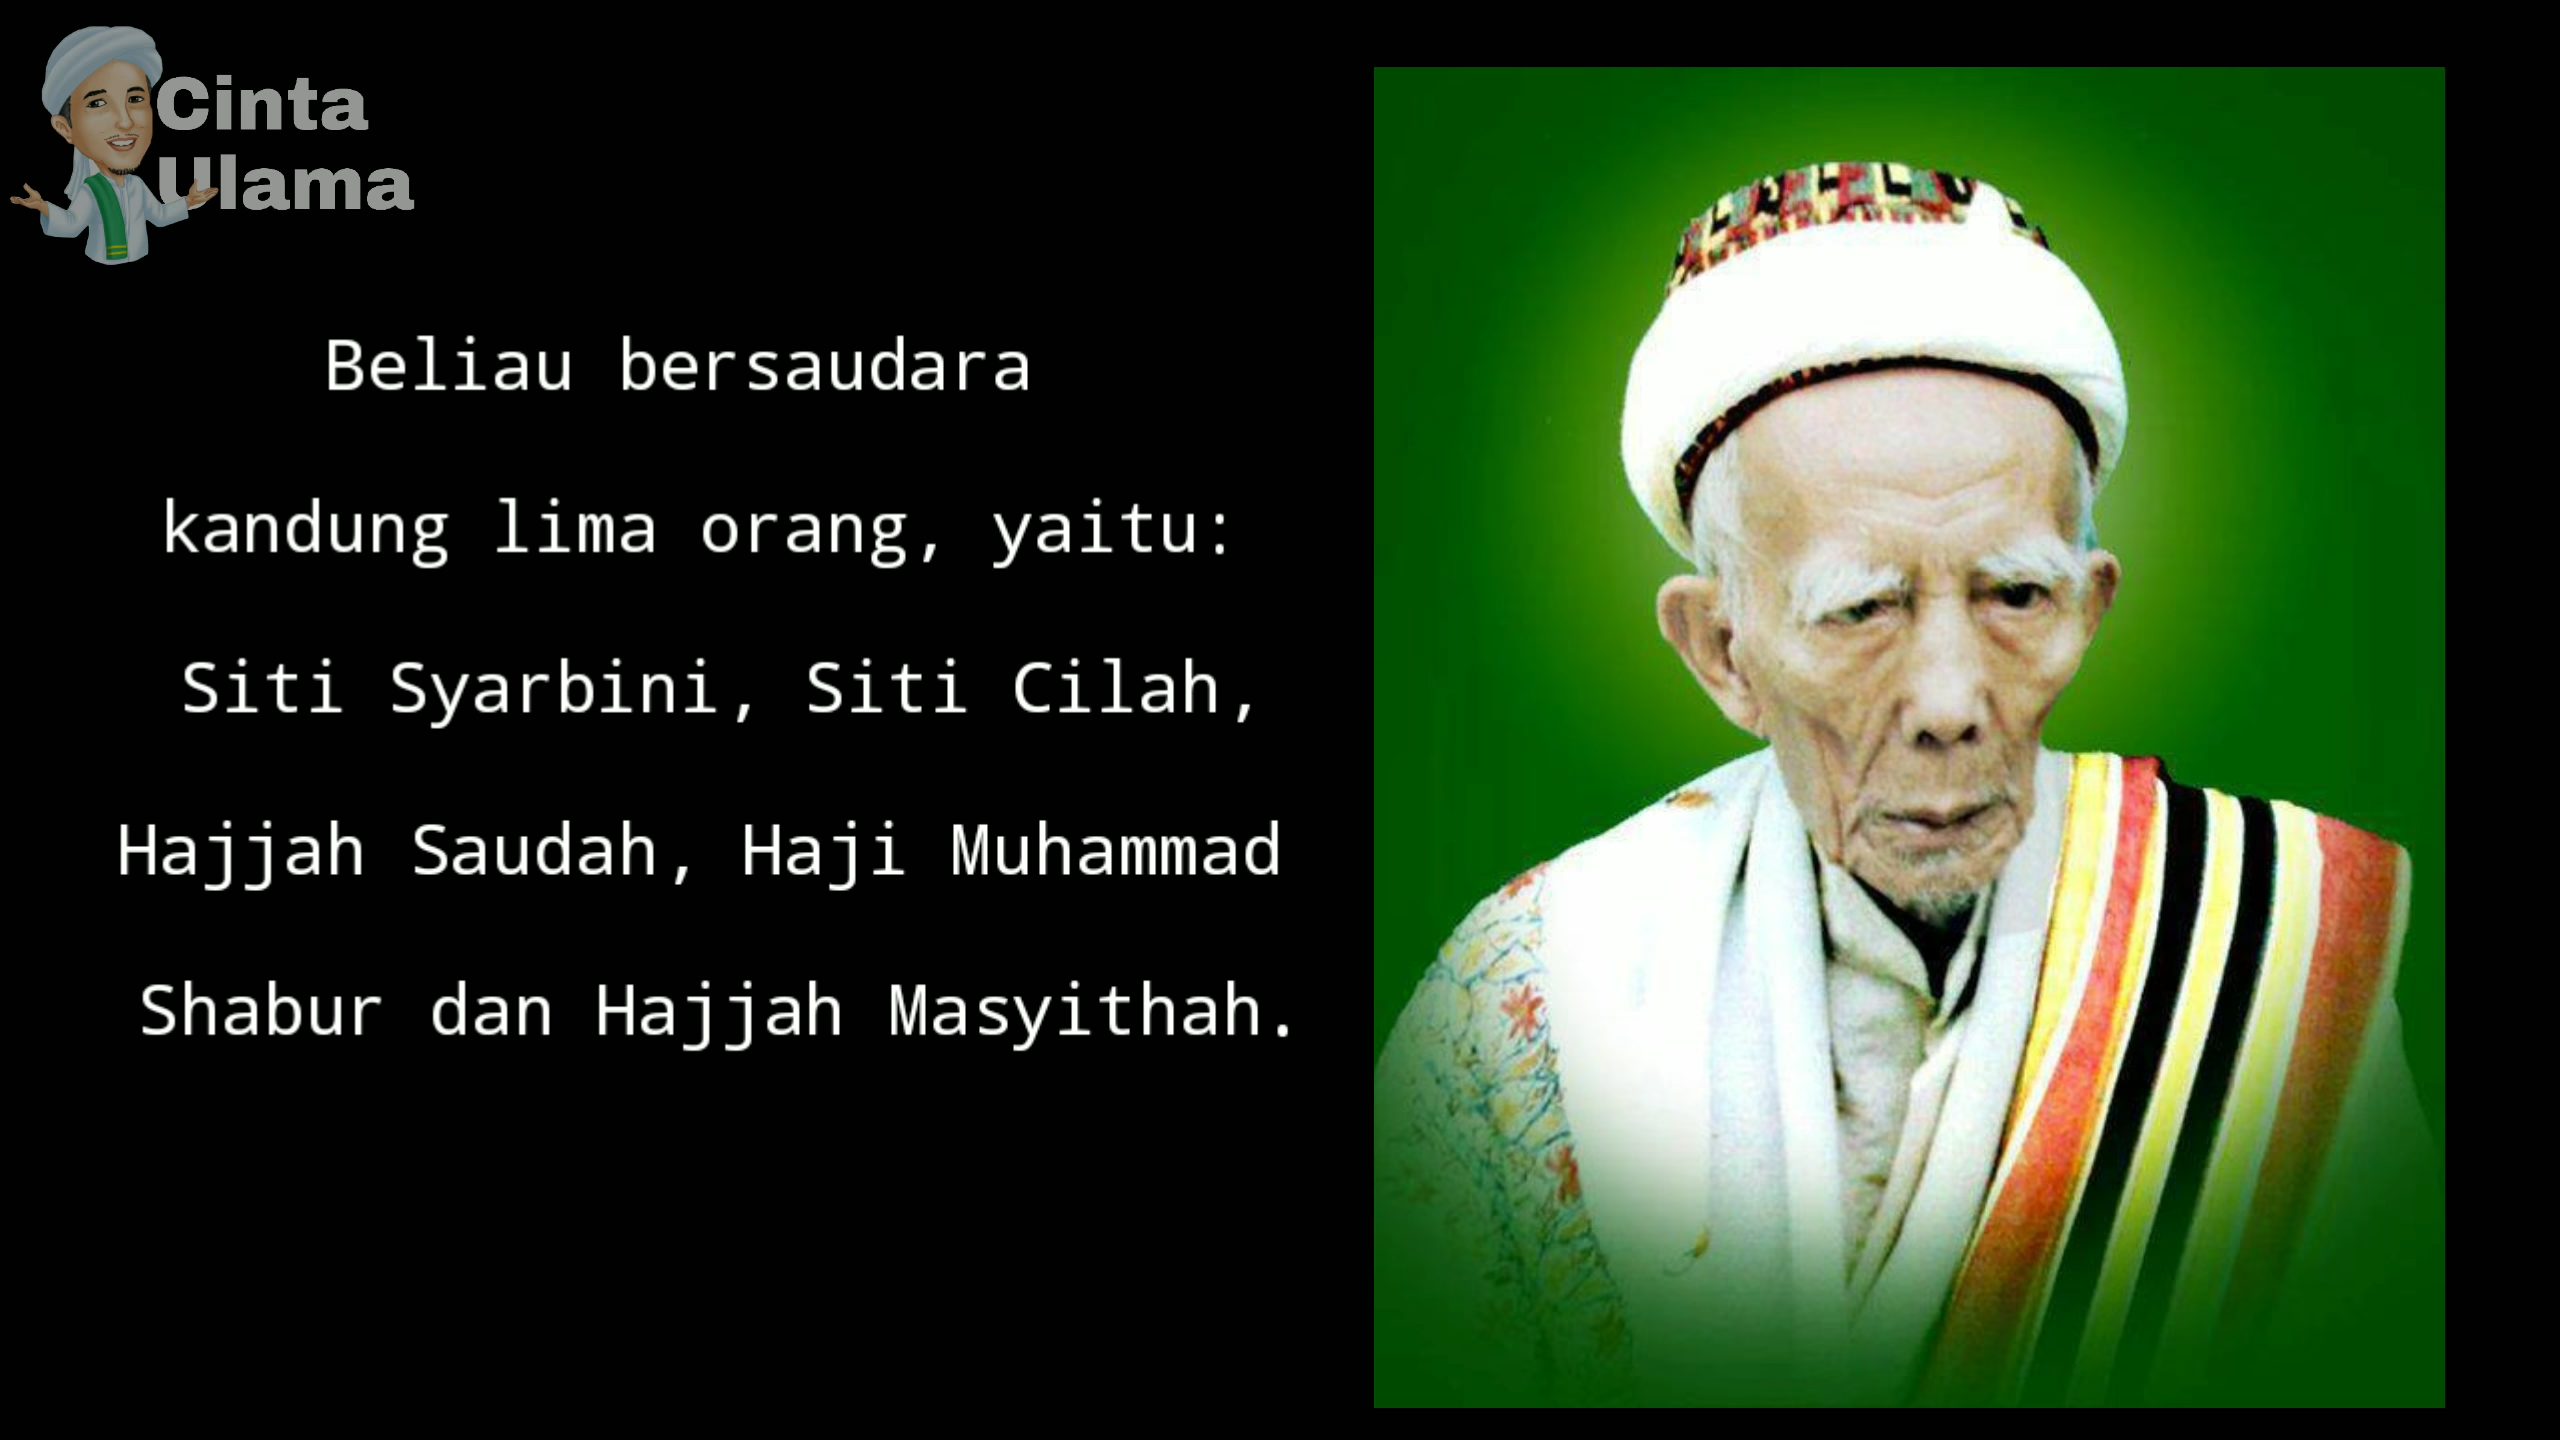 Cinta
Ulama
Beliau bersaudara
kandung lima orang, yaitu:
Siti Syarbini, Siti Cilah,
Hajjah Saudah, Haji Muhammad
Shabur dan Hajjah Masyithah.